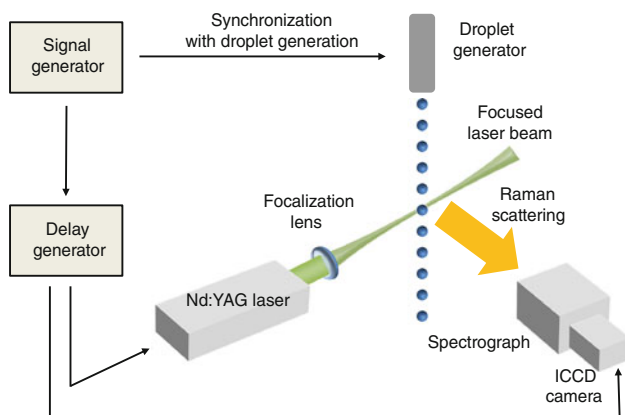 Signal
generator
Synchronization
with droplet generation
Droplet
generator
Focused
laser beam
Focalization
lens
Raman
scattering
Delay
generator
Nd:YAG laser
Spectrograph
ICCD
camera